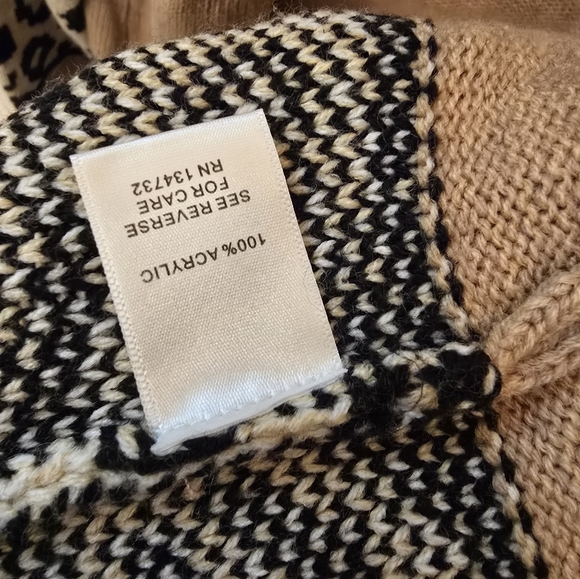 100% ACRYLIC
SEE REVERSE
FOR CARE
RN 134732